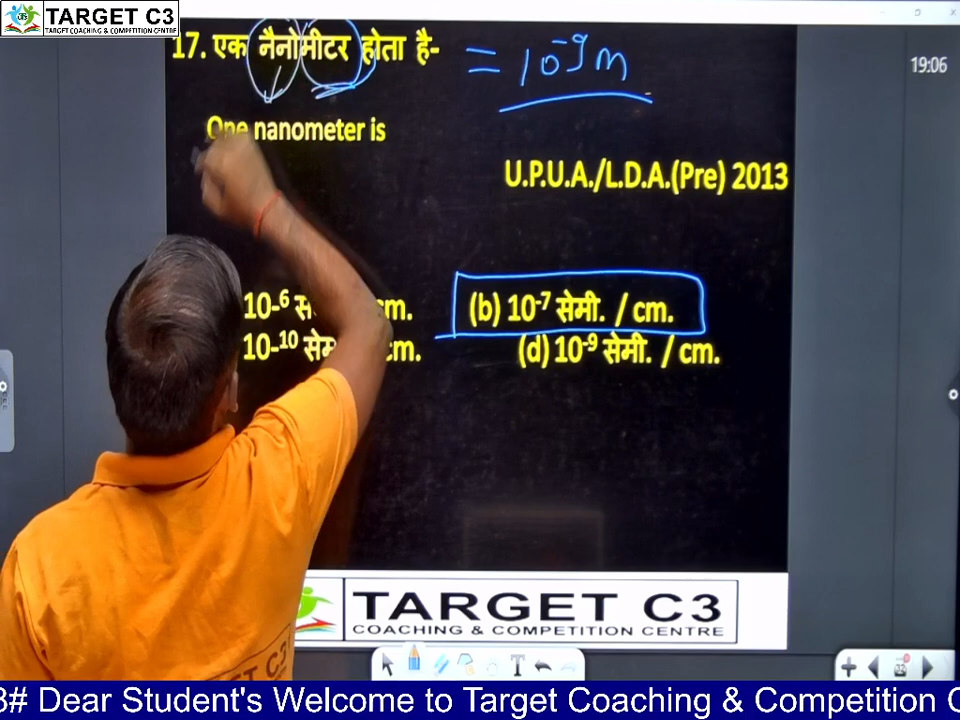 TARGET C3
TARGET COACHING & COMPETITION CENTRE
17. एक नैनोमीटर होता है-
= 10⁻⁹ m
19:06
One nanometer is
U.P.U.A./L.D.A.(Pre) 2013
10-⁶ cm.
(b) 10⁻⁷ सेमी. / cm.
10-¹⁰ cm.
(d) 10⁻⁹ सेमी. / cm.
TARGET C3
COACHING & COMPETITION CENTRE
T
# Dear Student's Welcome to Target Coaching & Competition